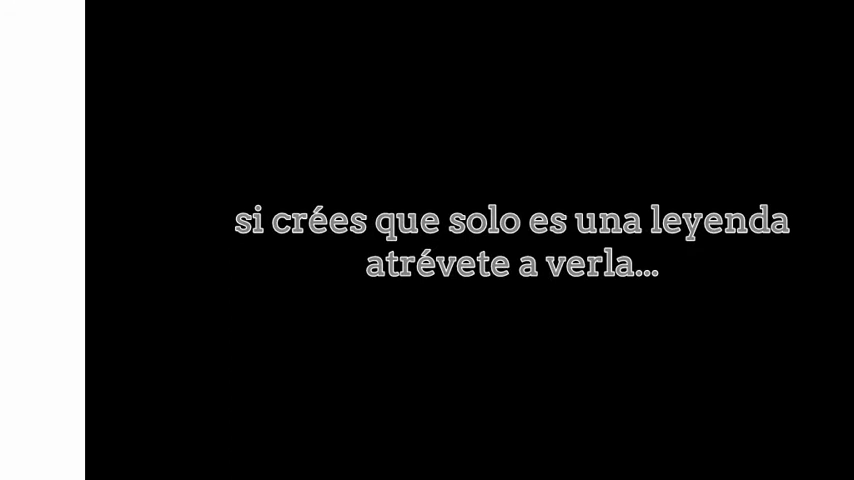 si crées que solo es una leyenda
atrévete a verla...